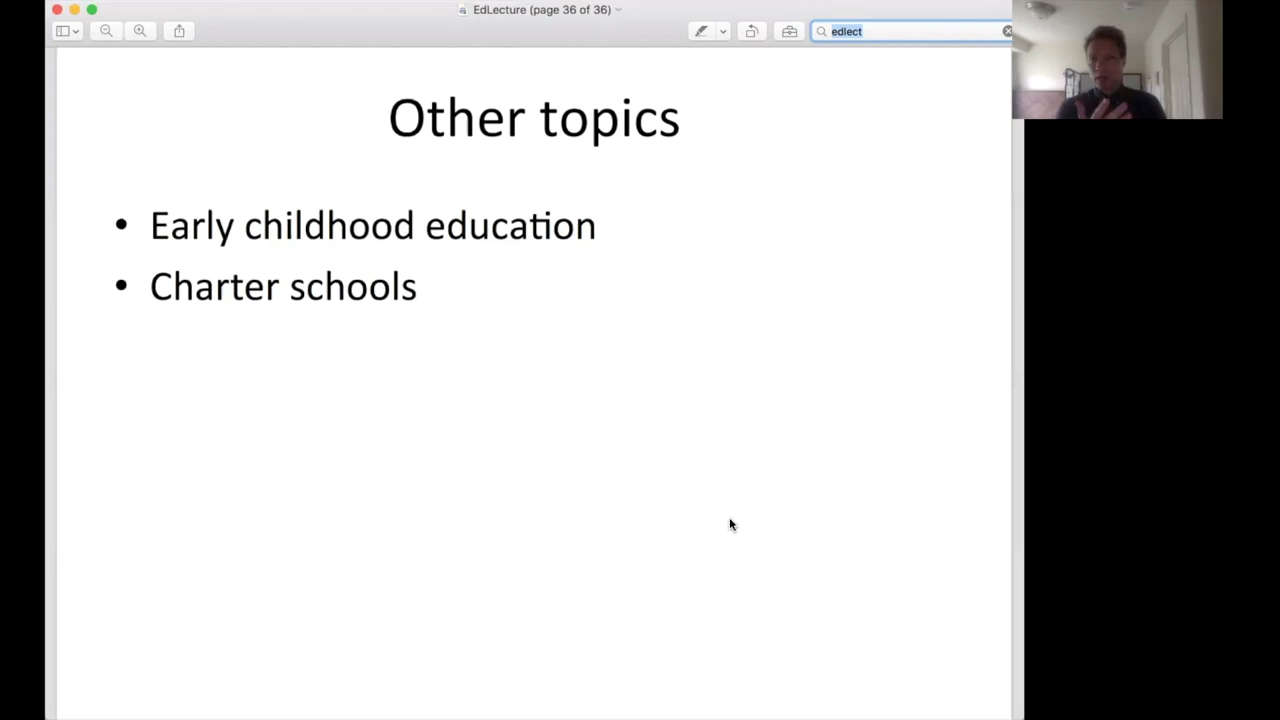 EdLecture (page 36 of 36)
edlect
Other topics
• Early childhood education
• Charter schools